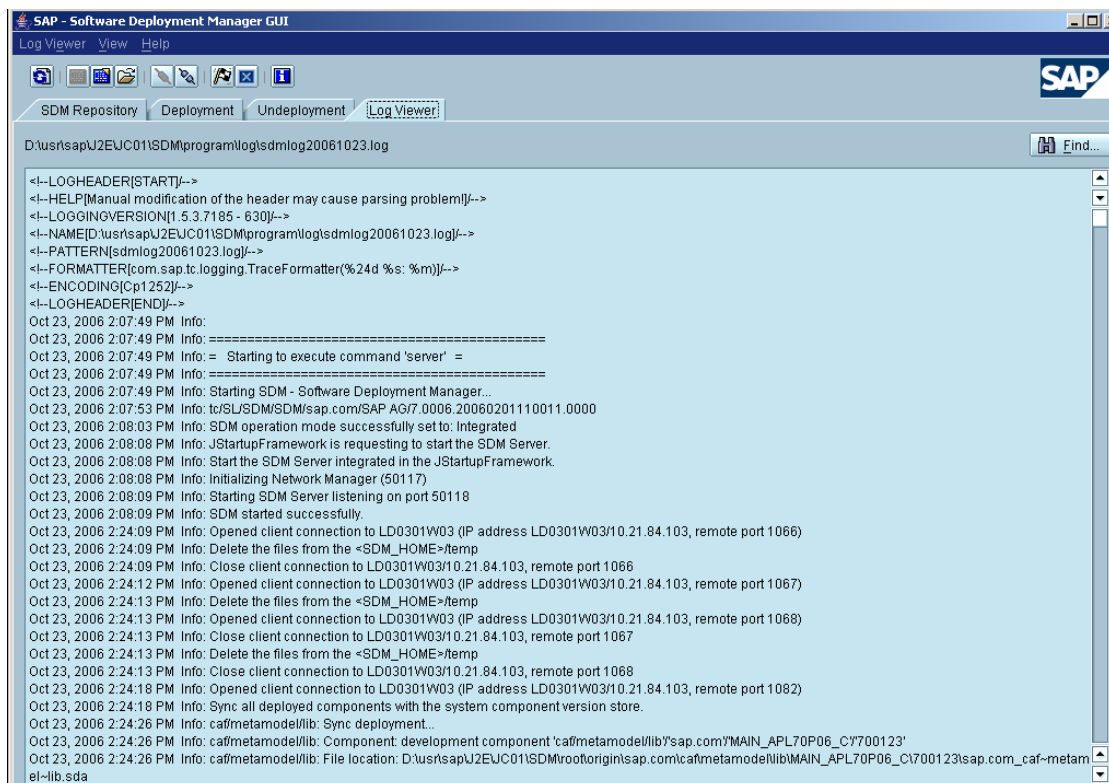 SAP - Software Deployment Manager GUI
Log Viewer View Help
SAP
SDM Repository Deployment Undeployment Log Viewer
D:\usr\sap\J2E\JC01\SDM\program\log\sdmlog20061023.log
Find...
<!--LOGHEADER[START]/-->
<!--HELP[Manual modification of the header may cause parsing problem!]/-->
<!--LOGGINGVERSION[1.5.3.7185 - 630]/-->
<!--NAME[D:\usr\sap\J2E\JC01\SDM\program\log\sdmlog20061023.log]/-->
<!--PATTERN[sdmlog20061023.log]/-->
<!--FORMATTER[com.sap.tc.logging.TraceFormatter(%24d %s: %m)]/-->
<!--ENCODING[Cp1252]/-->
<!--LOGHEADER[END]/-->
Oct 23, 2006 2:07:49 PM Info:
Oct 23, 2006 2:07:49 PM Info: ============================================
Oct 23, 2006 2:07:49 PM Info: = Starting to execute command 'server' =
Oct 23, 2006 2:07:49 PM Info: ============================================
Oct 23, 2006 2:07:49 PM Info: Starting SDM - Software Deployment Manager...
Oct 23, 2006 2:07:53 PM Info: tc/SL/SDM/SDM/sap.com/SAP AG/7.0006.20060201110011.0000
Oct 23, 2006 2:08:03 PM Info: SDM operation mode successfully set to: Integrated
Oct 23, 2006 2:08:08 PM Info: JStartupFramework is requesting to start the SDM Server.
Oct 23, 2006 2:08:08 PM Info: Start the SDM Server integrated in the JStartupFramework.
Oct 23, 2006 2:08:08 PM Info: Initializing Network Manager (50117)
Oct 23, 2006 2:08:09 PM Info: Starting SDM Server listening on port 50118
Oct 23, 2006 2:08:09 PM Info: SDM started successfully.
Oct 23, 2006 2:24:09 PM Info: Opened client connection to LD0301W03 (IP address LD0301W03/10.21.84.103, remote port 1066)
Oct 23, 2006 2:24:09 PM Info: Delete the files from the <SDM_HOME>/temp
Oct 23, 2006 2:24:09 PM Info: Close client connection to LD0301W03/10.21.84.103, remote port 1066
Oct 23, 2006 2:24:12 PM Info: Opened client connection to LD0301W03 (IP address LD0301W03/10.21.84.103, remote port 1067)
Oct 23, 2006 2:24:13 PM Info: Delete the files from the <SDM_HOME>/temp
Oct 23, 2006 2:24:13 PM Info: Opened client connection to LD0301W03 (IP address LD0301W03/10.21.84.103, remote port 1068)
Oct 23, 2006 2:24:13 PM Info: Close client connection to LD0301W03/10.21.84.103, remote port 1067
Oct 23, 2006 2:24:13 PM Info: Delete the files from the <SDM_HOME>/temp
Oct 23, 2006 2:24:13 PM Info: Close client connection to LD0301W03/10.21.84.103, remote port 1068
Oct 23, 2006 2:24:18 PM Info: Opened client connection to LD0301W03 (IP address LD0301W03/10.21.84.103, remote port 1082)
Oct 23, 2006 2:24:18 PM Info: Sync all deployed components with the system component version store.
Oct 23, 2006 2:24:26 PM Info: caf/metamodel/lib: Sync deployment...
Oct 23, 2006 2:24:26 PM Info: caf/metamodel/lib: Component: development component 'caf/metamodel/lib'/'sap.com'/'MAIN_APL70P06_C'/'700123'
Oct 23, 2006 2:24:26 PM Info: caf/metamodel/lib: File location: D:\usr\sap\J2E\JC01\SDM\root\origin\sap.com\caf\metamodel\lib\MAIN_APL70P06_C\700123\sap.com_caf~metam
el~lib.sda